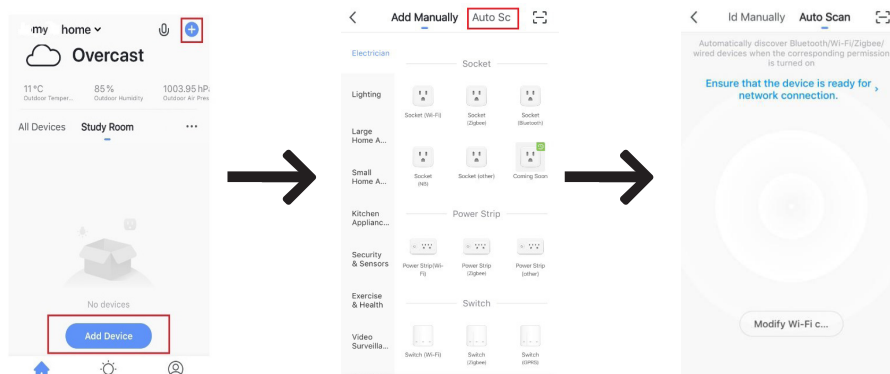 my home
Overcast
11 °C
85%
1003.95 hPa
Outdoor Temper...
Outdoor Humidity
Outdoor Air Pres
All Devices
Study Room
...
No devices
Add Device
Add Manually
Auto Sc
Electrician
Lighting
Large
Home A...
Small
Home A...
Kitchen
Applianc...
Security
& Sensors
Exercise
& Health
Video
Surveilla...
Socket
Socket (Wi-Fi)
Socket
(Zigbee)
Socket
(Bluetooth)
Socket
(NB)
Socket (other)
Coming Soon
Power Strip
Power Strip(Wi-
Fi)
Power Strip
(Zigbee)
Power Strip
(other)
Switch
Switch (Wi-Fi)
Switch
(Zigbee)
Switch
(GPRS)
ld Manually
Auto Scan
Automatically discover Bluetooth/Wi-Fi/Zigbee/
wired devices when the corresponding permission
is turned on
Ensure that the device is ready for
network connection.
Modify Wi-Fi c...